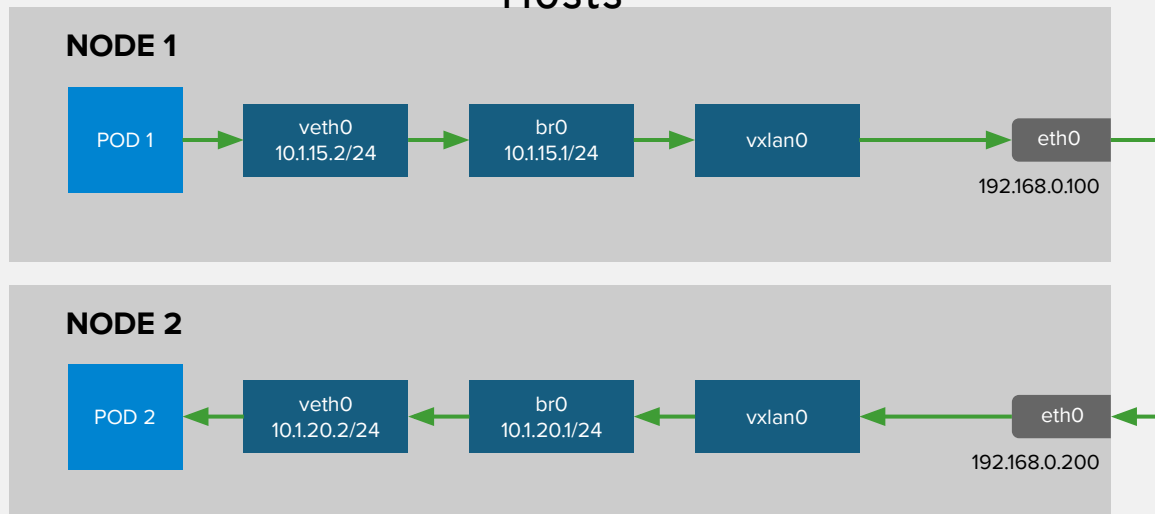 Hosts
NODE 1
POD 1
veth0
10.1.15.2/24
br0
10.1.15.1/24
vxlan0
eth0
192.168.0.100
NODE 2
POD 2
veth0
10.1.20.2/24
br0
10.1.20.1/24
vxlan0
eth0
192.168.0.200